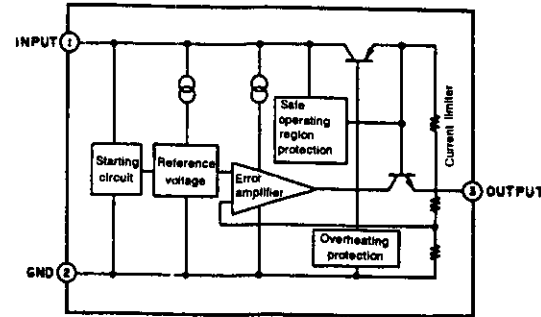 INPUT
1
Safe
operating
region
protection
Current limiter
Starting
circuit
Reference
voltage
Error
amplifier
3
OUTPUT
Overheating
protection
GND
2